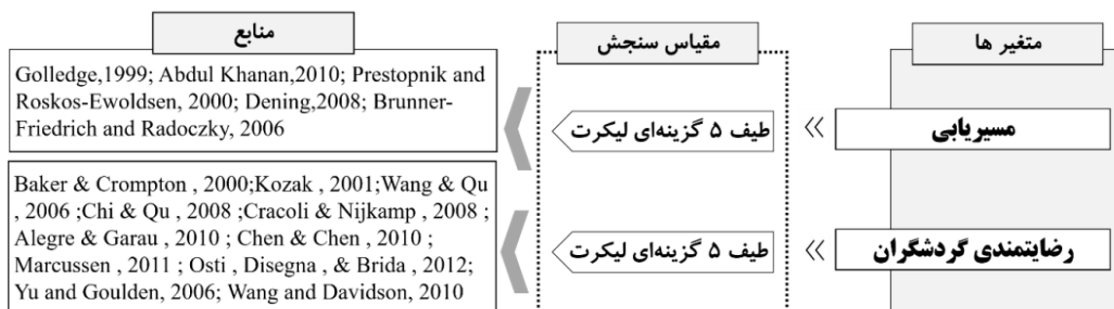 متغیر ها
مقیاس سنجش
منابع
مسیریابی
طیف ۵ گزینه‌ای لیکرت
Golledge,1999; Abdul Khanan,2010; Prestopnik and
Roskos-Ewoldsen, 2000; Dening,2008; Brunner-
Friedrich and Radoczky, 2006
رضایتمندی گردشگران
طیف ۵ گزینه‌ای لیکرت
Baker & Crompton , 2000;Kozak , 2001;Wang & Qu
, 2006 ;Chi & Qu , 2008 ;Cracoli & Nijkamp , 2008 ;
Alegre & Garau , 2010 ; Chen & Chen , 2010 ;
Marcussen , 2011 ; Osti , Disegna , & Brida , 2012;
Yu and Goulden, 2006; Wang and Davidson, 2010